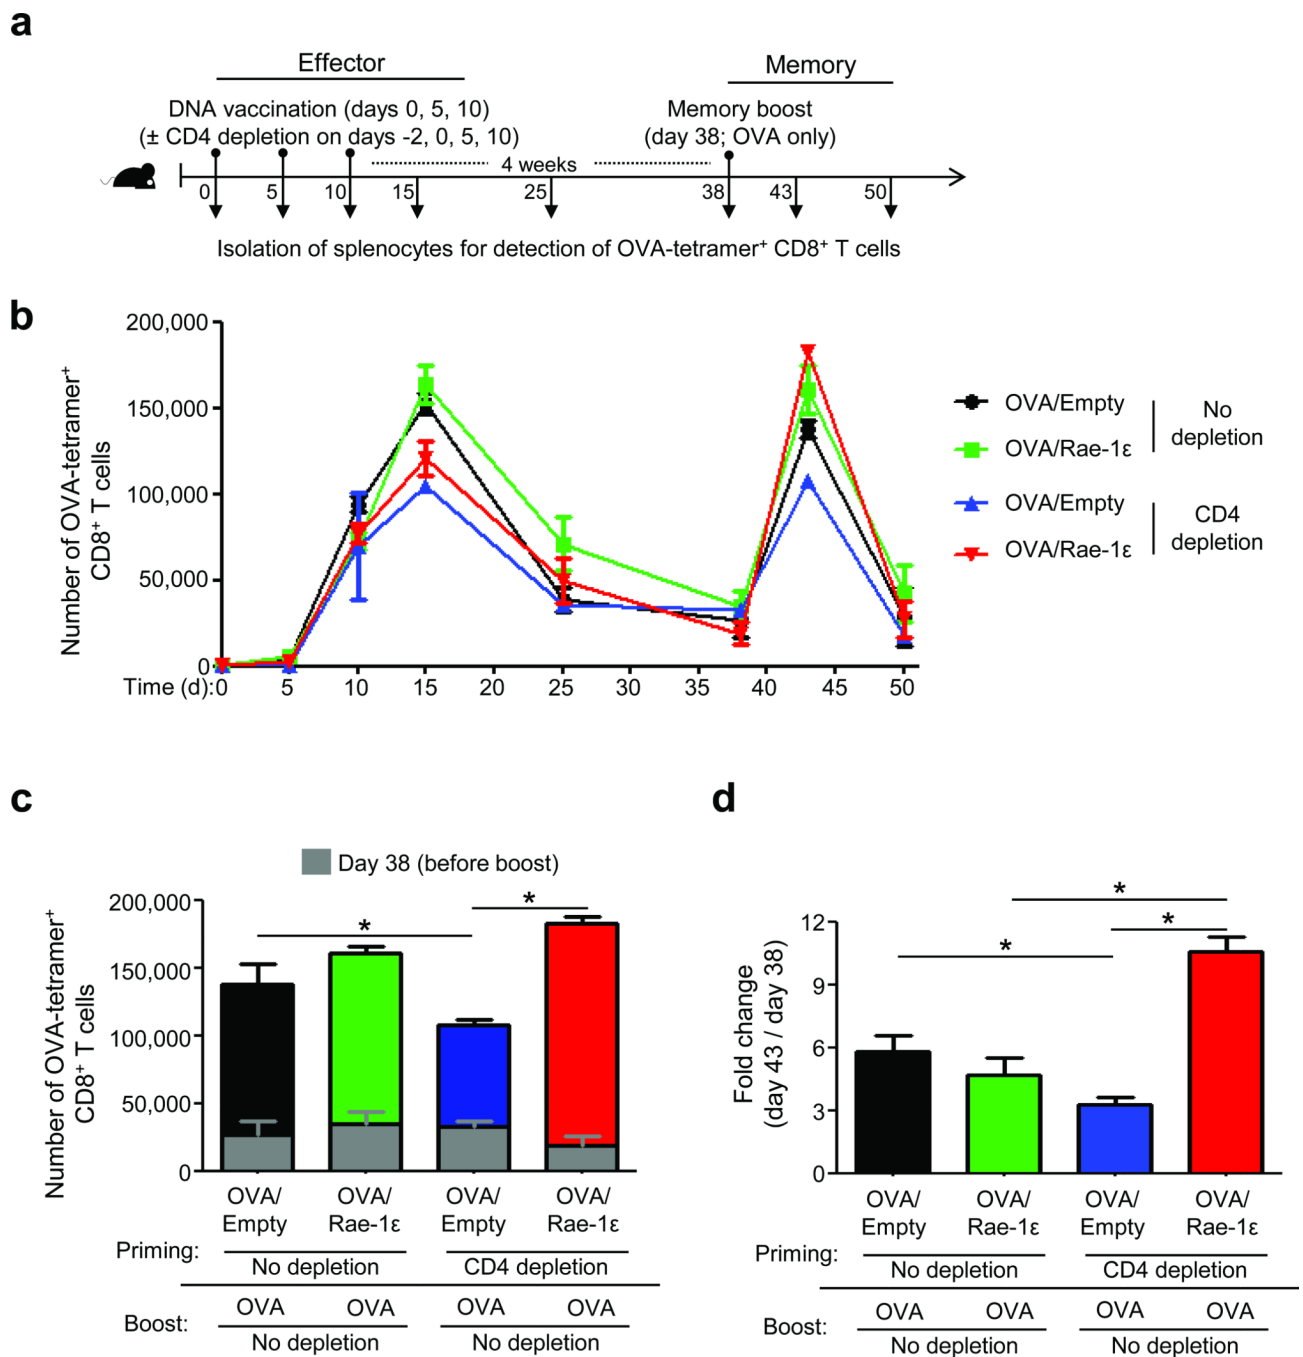 a
Effector
Memory
DNA vaccination (days 0, 5, 10)
(± CD4 depletion on days -2, 0, 5, 10)
Memory boost
(day 38; OVA only)
4 weeks
0 5 10 15 25 38 43 50
Isolation of splenocytes for detection of OVA-tetramer⁺ CD8⁺ T cells
b
Number of OVA-tetramer⁺
CD8⁺ T cells
200,000
150,000
100,000
50,000
0
Time (d):0 5 10 15 20 25 30 35 40 45 50
OVA/Empty
OVA/Rae-1ε
No
depletion
OVA/Empty
OVA/Rae-1ε
CD4
depletion
c
Day 38 (before boost)
Number of OVA-tetramer⁺
CD8⁺ T cells
200,000
150,000
100,000
50,000
0
*
*
OVA/ OVA/ OVA/ OVA/
Empty Rae-1ε Empty Rae-1ε
Priming:
No depletion CD4 depletion
Boost:
OVA OVA OVA OVA
No depletion No depletion
d
Fold change
(day 43 / day 38)
12
9
6
3
0
*
*
*
OVA/ OVA/ OVA/ OVA/
Empty Rae-1ε Empty Rae-1ε
Priming:
No depletion CD4 depletion
Boost:
OVA OVA OVA OVA
No depletion No depletion